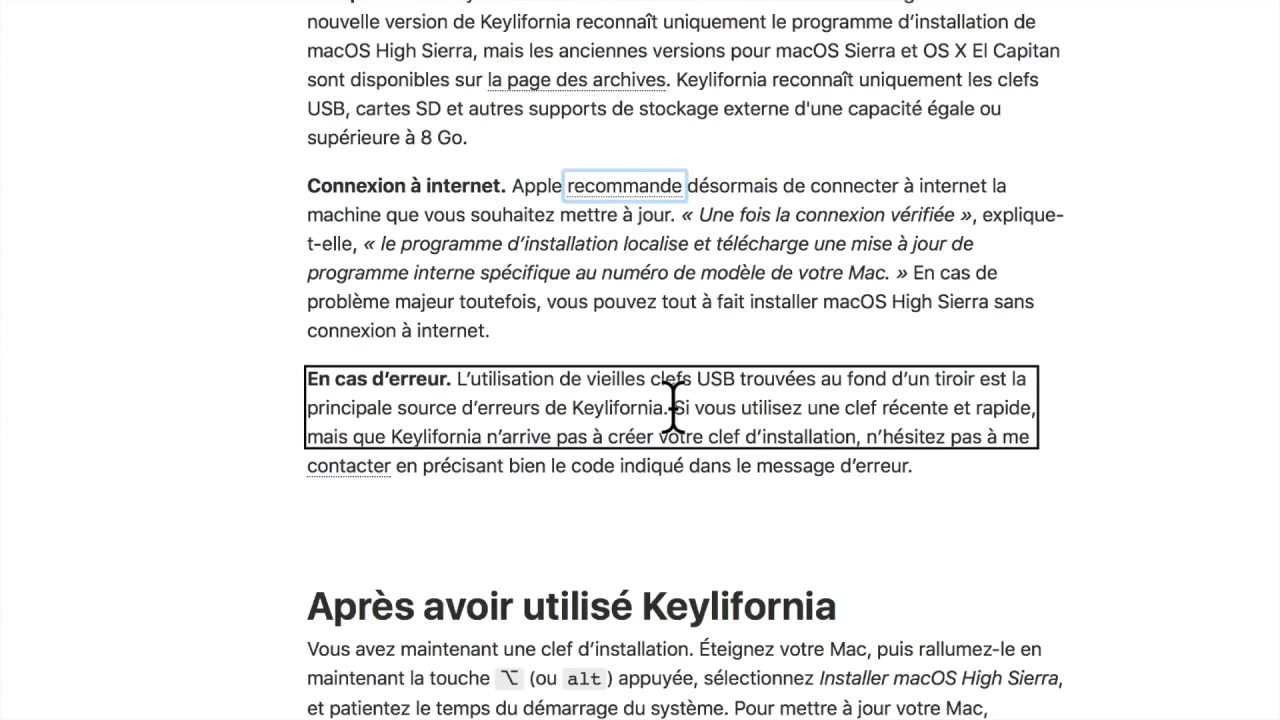 nouvelle version de Keylifornia reconnaît uniquement le programme d’installation de
macOS High Sierra, mais les anciennes versions pour macOS Sierra et OS X El Capitan
sont disponibles sur la page des archives. Keylifornia reconnaît uniquement les clefs
USB, cartes SD et autres supports de stockage externe d'une capacité égale ou
supérieure à 8 Go.
Connexion à internet. Apple recommande désormais de connecter à internet la
machine que vous souhaitez mettre à jour. « Une fois la connexion vérifiée », explique-
t-elle, « le programme d’installation localise et télécharge une mise à jour de
programme interne spécifique au numéro de modèle de votre Mac. » En cas de
problème majeur toutefois, vous pouvez tout à fait installer macOS High Sierra sans
connexion à internet.
En cas d’erreur. L’utilisation de vieilles clefs USB trouvées au fond d’un tiroir est la
principale source d’erreurs de Keylifornia. Si vous utilisez une clef récente et rapide,
mais que Keylifornia n’arrive pas à créer votre clef d’installation, n’hésitez pas à me
contacter en précisant bien le code indiqué dans le message d’erreur.
Après avoir utilisé Keylifornia
Vous avez maintenant une clef d’installation. Éteignez votre Mac, puis rallumez-le en
maintenant la touche ⌥ (ou alt) appuyée, sélectionnez Installer macOS High Sierra,
et patientez le temps du démarrage du système. Pour mettre à jour votre Mac,